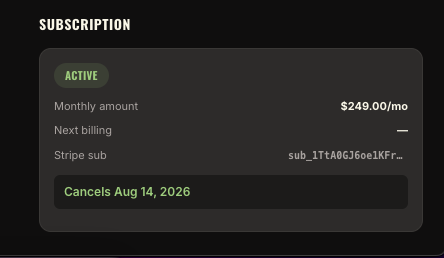 SUBSCRIPTION
ACTIVE
Monthly amount $249.00/mo
Next billing —
Stripe sub sub_1TtA0GJ6oe1KFr…
Cancels Aug 14, 2026